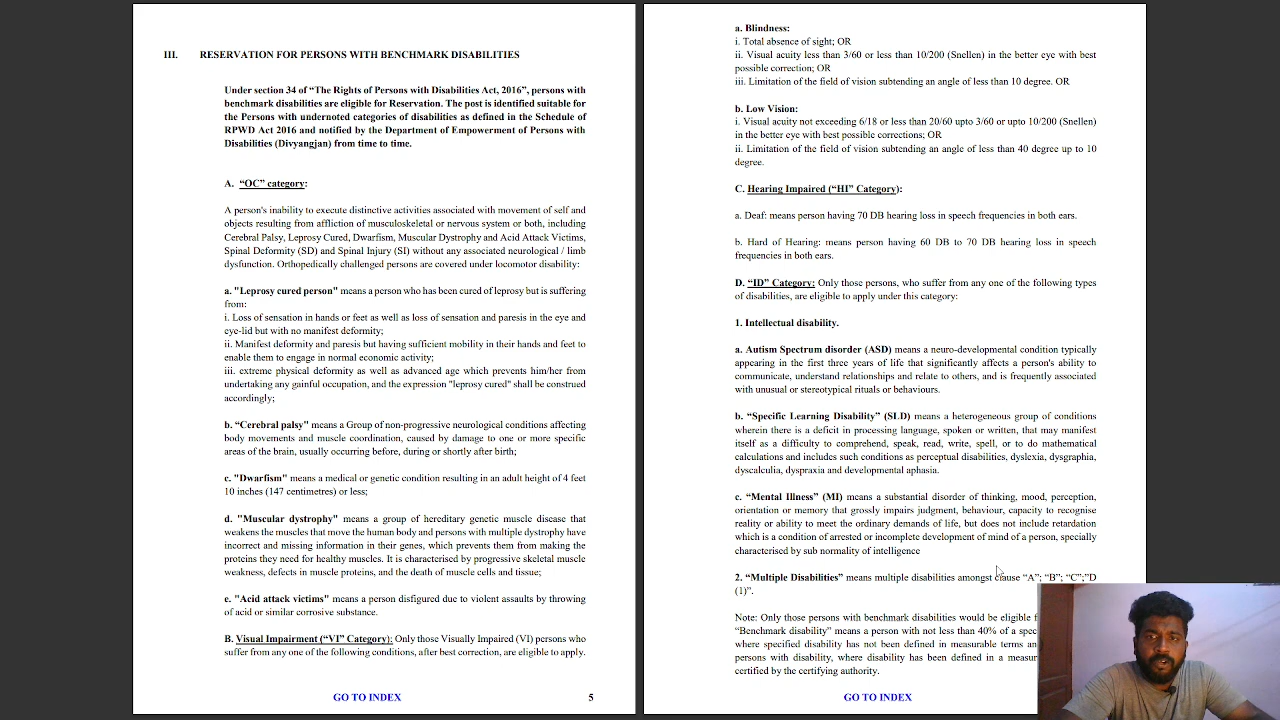 III. RESERVATION FOR PERSONS WITH BENCHMARK DISABILITIES
Under section 34 of “The Rights of Persons with Disabilities Act, 2016”, persons with
benchmark disabilities are eligible for Reservation. The post is identified suitable for
the Persons with undernoted categories of disabilities as defined in the Schedule of
RPWD Act 2016 and notified by the Department of Empowerment of Persons with
Disabilities (Divyangjan) from time to time.
A. “OC” category:
A person's inability to execute distinctive activities associated with movement of self and
objects resulting from affliction of musculoskeletal or nervous system or both, including
Cerebral Palsy, Leprosy Cured, Dwarfism, Muscular Dystrophy and Acid Attack Victims,
Spinal Deformity (SD) and Spinal Injury (SI) without any associated neurological / limb
dysfunction. Orthopedically challenged persons are covered under locomotor disability:
a. "Leprosy cured person" means a person who has been cured of leprosy but is suffering
from:
i. Loss of sensation in hands or feet as well as loss of sensation and paresis in the eye and
eye-lid but with no manifest deformity;
ii. Manifest deformity and paresis but having sufficient mobility in their hands and feet to
enable them to engage in normal economic activity;
iii. extreme physical deformity as well as advanced age which prevents him/her from
undertaking any gainful occupation, and the expression "leprosy cured" shall be construed
accordingly;
b. “Cerebral palsy" means a Group of non-progressive neurological conditions affecting
body movements and muscle coordination, caused by damage to one or more specific
areas of the brain, usually occurring before, during or shortly after birth;
c. "Dwarfism" means a medical or genetic condition resulting in an adult height of 4 feet
10 inches (147 centimetres) or less;
d. "Muscular dystrophy" means a group of hereditary genetic muscle disease that
weakens the muscles that move the human body and persons with multiple dystrophy have
incorrect and missing information in their genes, which prevents them from making the
proteins they need for healthy muscles. It is characterised by progressive skeletal muscle
weakness, defects in muscle proteins, and the death of muscle cells and tissue;
e. "Acid attack victims" means a person disfigured due to violent assaults by throwing
of acid or similar corrosive substance.
B. Visual Impairment (“VI” Category): Only those Visually Impaired (VI) persons who
suffer from any one of the following conditions, after best correction, are eligible to apply.
GO TO INDEX 5
a. Blindness:
i. Total absence of sight; OR
ii. Visual acuity less than 3/60 or less than 10/200 (Snellen) in the better eye with best
possible correction; OR
iii. Limitation of the field of vision subtending an angle of less than 10 degree. OR
b. Low Vision:
i. Visual acuity not exceeding 6/18 or less than 20/60 upto 3/60 or upto 10/200 (Snellen)
in the better eye with best possible corrections; OR
ii. Limitation of the field of vision subtending an angle of less than 40 degree up to 10
degree.
C. Hearing Impaired (“HI” Category):
a. Deaf: means person having 70 DB hearing loss in speech frequencies in both ears.
b. Hard of Hearing: means person having 60 DB to 70 DB hearing loss in speech
frequencies in both ears.
D. “ID” Category: Only those persons, who suffer from any one of the following types
of disabilities, are eligible to apply under this category:
1. Intellectual disability.
a. Autism Spectrum disorder (ASD) means a neuro-developmental condition typically
appearing in the first three years of life that significantly affects a person's ability to
communicate, understand relationships and relate to others, and is frequently associated
with unusual or stereotypical rituals or behaviours.
b. “Specific Learning Disability” (SLD) means a heterogeneous group of conditions
wherein there is a deficit in processing language, spoken or written, that may manifest
itself as a difficulty to comprehend, speak, read, write, spell, or to do mathematical
calculations and includes such conditions as perceptual disabilities, dyslexia, dysgraphia,
dyscalculia, dyspraxia and developmental aphasia.
c. “Mental Illness” (MI) means a substantial disorder of thinking, mood, perception,
orientation or memory that grossly impairs judgment, behaviour, capacity to recognise
reality or ability to meet the ordinary demands of life, but does not include retardation
which is a condition of arrested or incomplete development of mind of a person, specially
characterised by sub normality of intelligence
2. “Multiple Disabilities” means multiple disabilities amongst clause “A”; “B”; “C”;”D
(1)”.
Note: Only those persons with benchmark disabilities would be eligible
“Benchmark disability” means a person with not less than 40% of a
where specified disability has not been defined in measurable terms
persons with disability, where disability has been defined in a
certified by the certifying authority.
GO TO INDEX